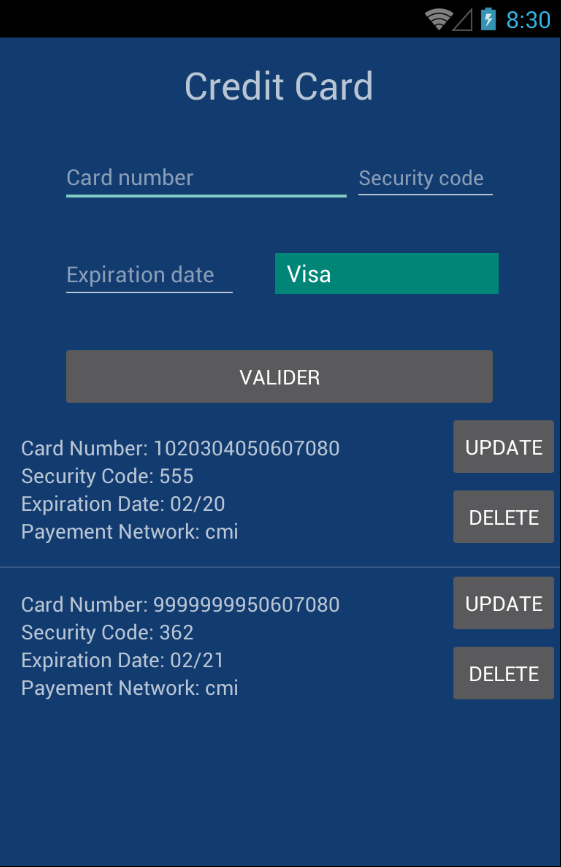 8:30
Credit Card
Card number
Security code
Expiration date
Visa
VALIDER
Card Number: 1020304050607080
Security Code: 555
Expiration Date: 02/20
Payement Network: cmi
UPDATE
DELETE
Card Number: 9999999950607080
Security Code: 362
Expiration Date: 02/21
Payement Network: cmi
UPDATE
DELETE